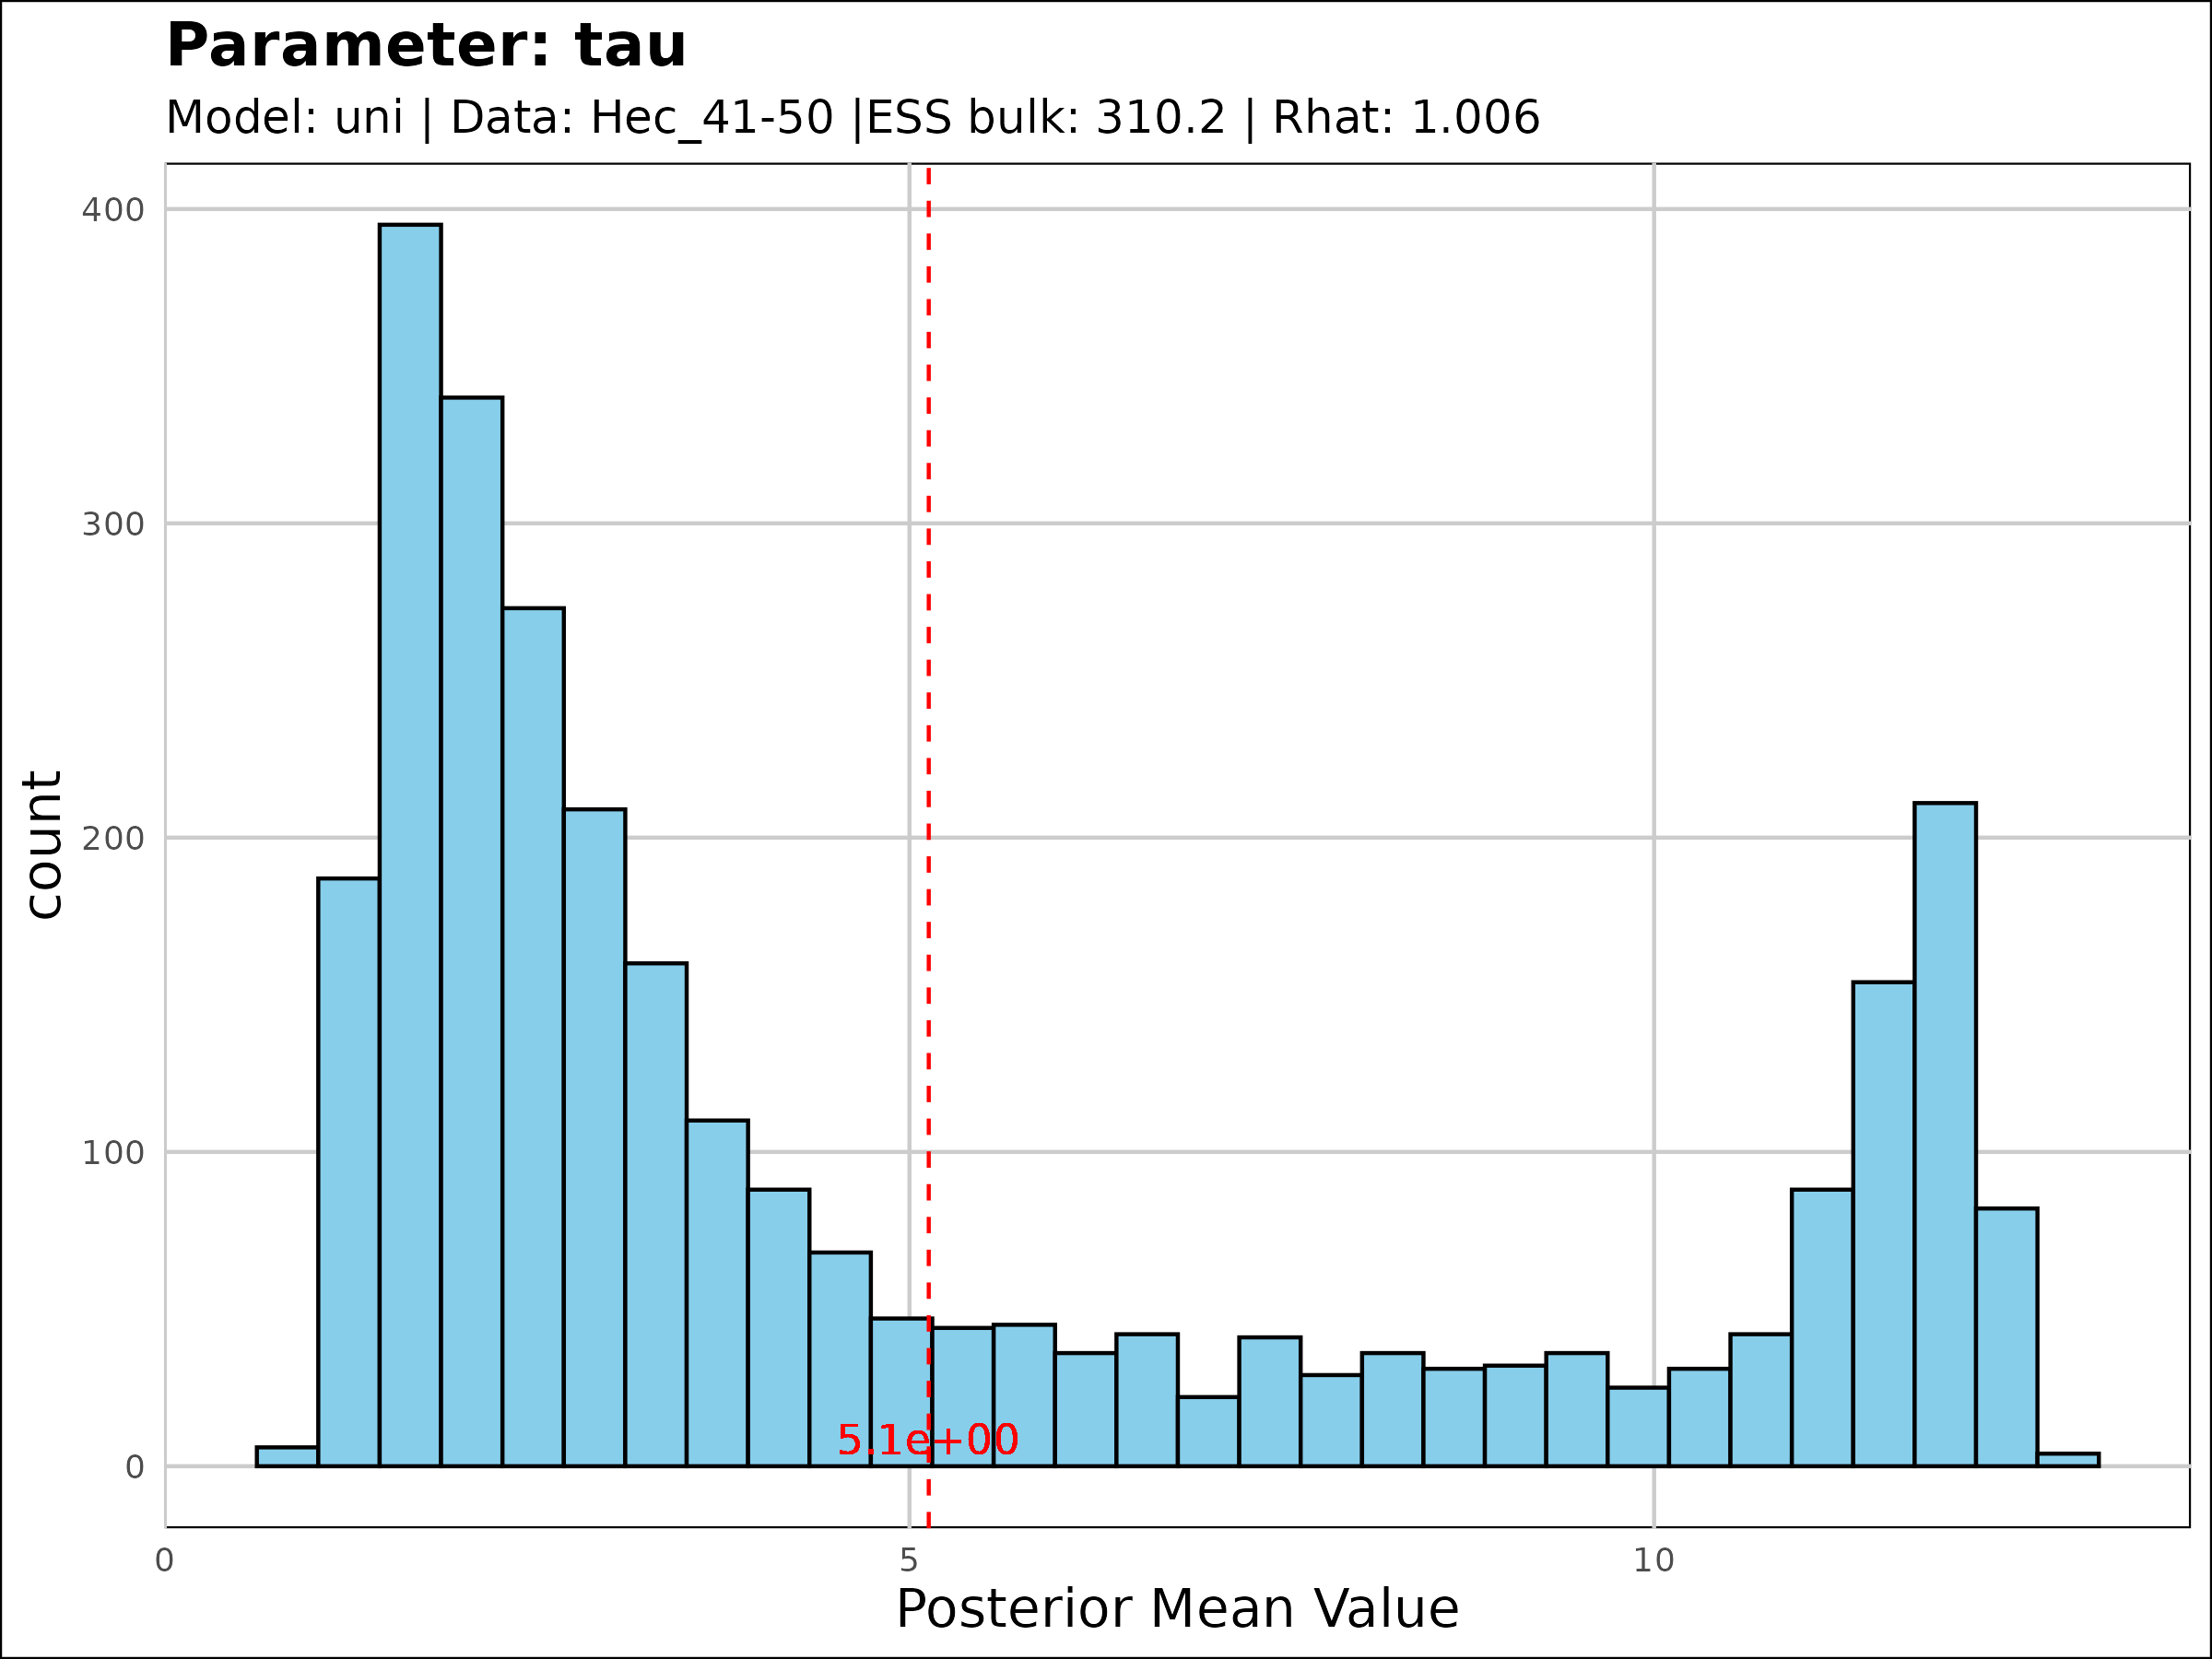 Parameter: tau
Model: uni | Data: Hec_41-50 |ESS bulk: 310.2 | Rhat: 1.006
400
300
200
100
0
count
5.1e+00
0 5 10
Posterior Mean Value